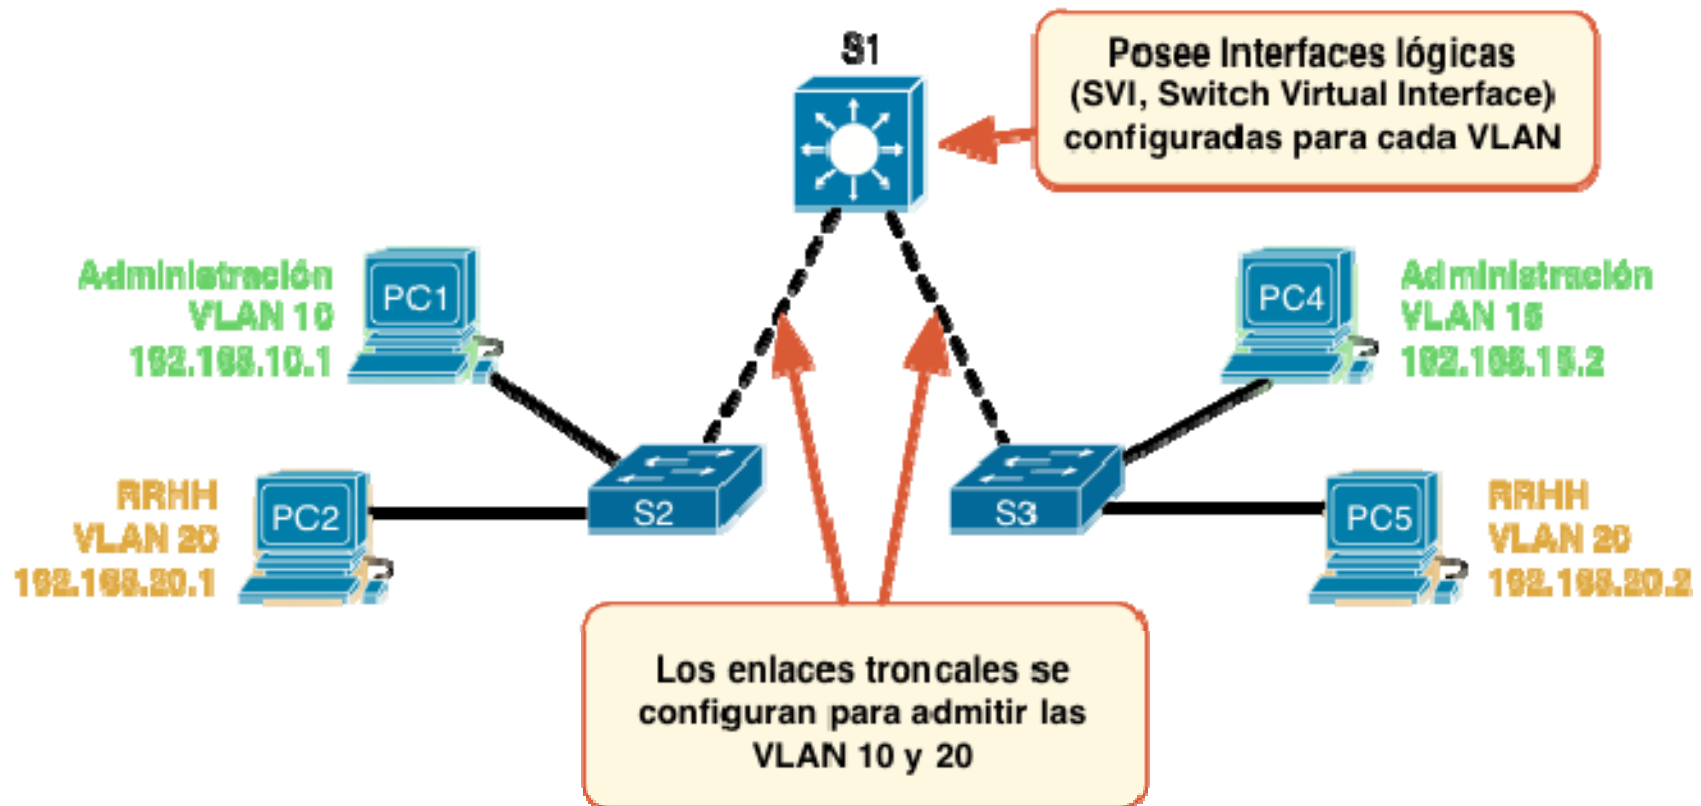 S1
Posee Interfaces lógicas
(SVI, Switch Virtual Interface)
configuradas para cada VLAN
Administración
VLAN 10
192.168.10.1
PC1
PC4
Administración
VLAN 15
192.168.15.2
RRHH
VLAN 20
192.168.20.1
PC2
S2
S3
PC5
RRHH
VLAN 20
192.168.20.2
Los enlaces troncales se
configuran para admitir las
VLAN 10 y 20